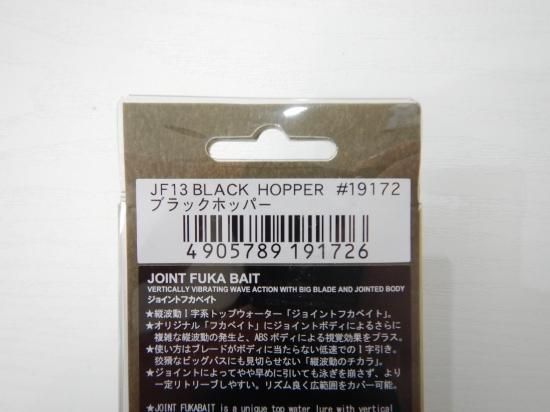 JF13 BLACK HOPPER #19172
ブラックホッパー
4905789191726
JOINT FUKA BAIT
VERTICALLY VIBRATING WAVE ACTION WITH BIG BLADE AND JOINTED BODY
ジョイントフカベイト
★縦波動I字系トップウォーター「ジョイントフカベイト」。
★オリジナル「フカベイト」にジョイントボディによるさらに
複雑な縦波動の発生と、ABSボディによる視覚効果をプラス。
★使い方はブレードがボディに当たらない低速でのI字引き。
狡猾なビッグバスにも見切らせない「縦波動のチカラ」。
★ジョイントによってやや早めに引いても泳ぎを崩さず、より
一定リトリーブしやすい。リズム良く広範囲をカバー可能。
★JOINT FUKABAIT is a unique top water lure with vertical